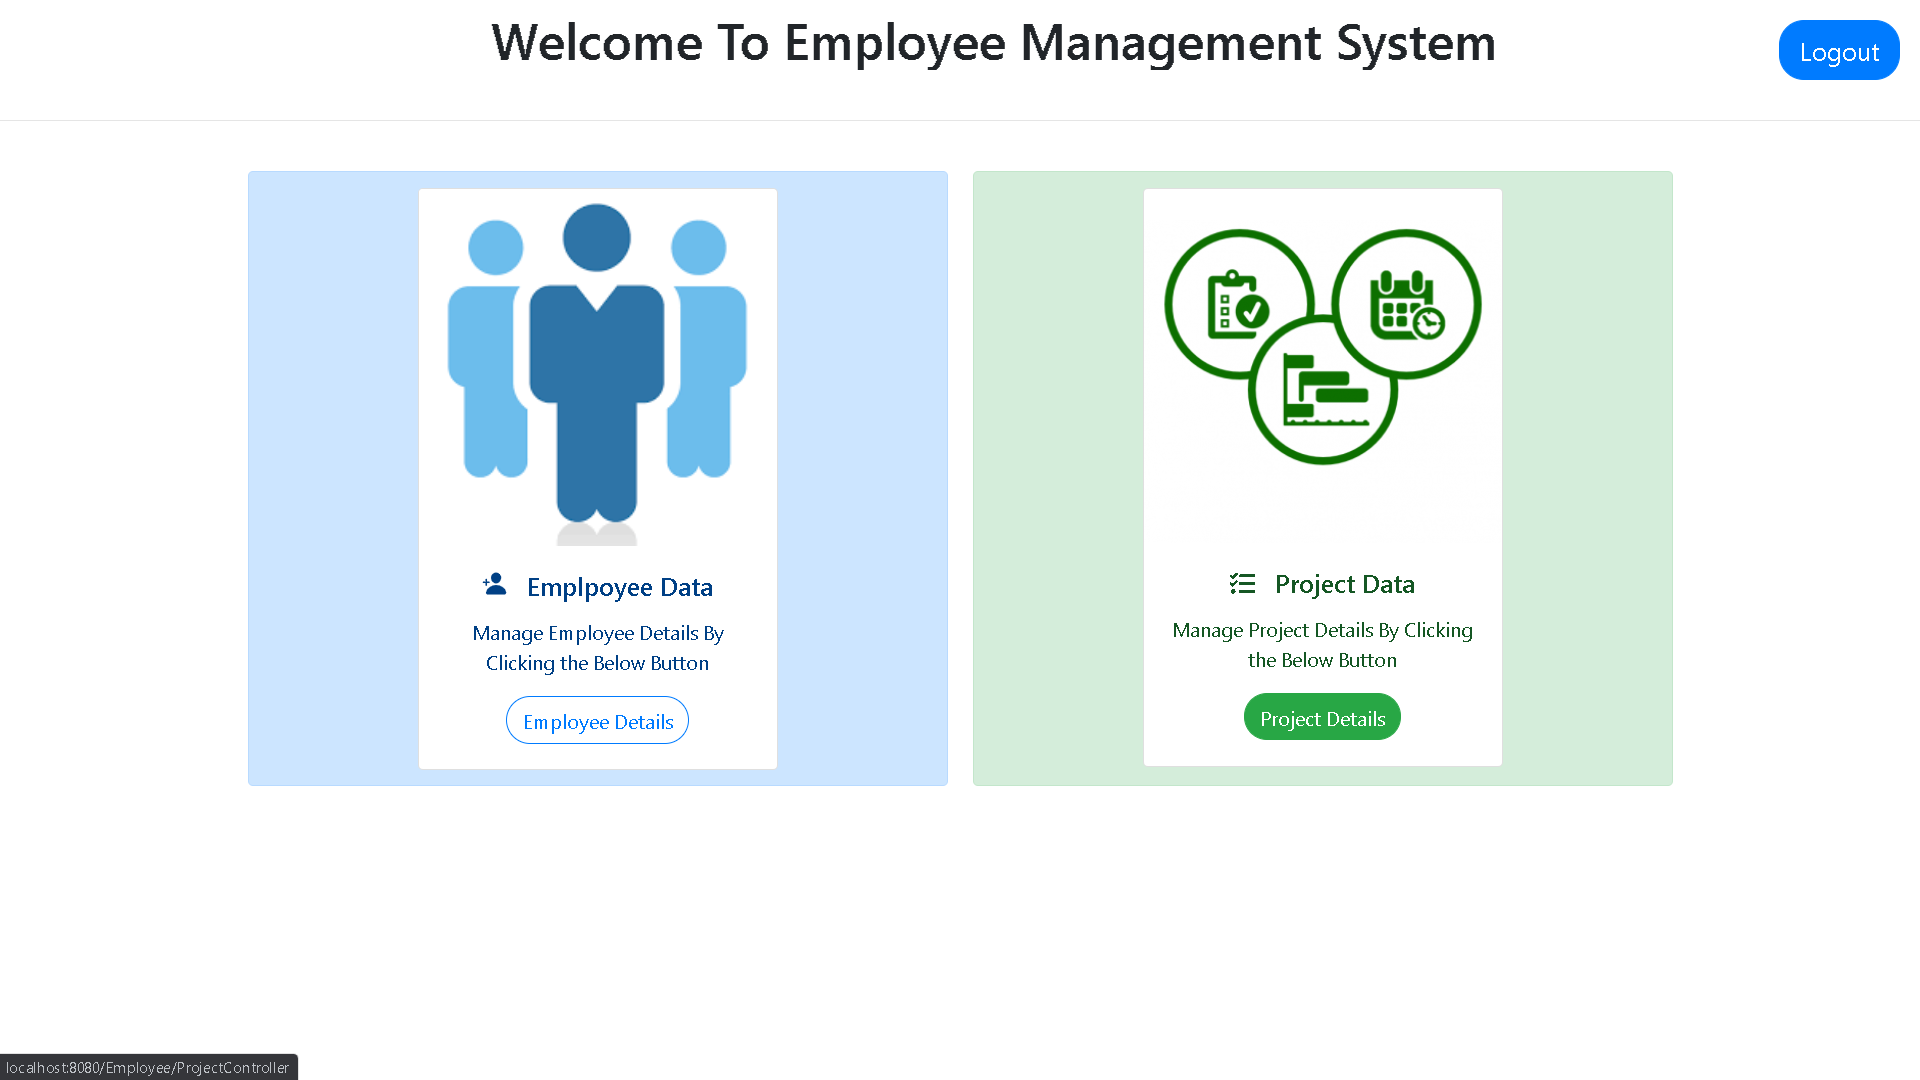 Welcome To Employee Management System
Logout
Emplpoyee Data
Manage Employee Details By
Clicking the Below Button
Employee Details
Project Data
Manage Project Details By Clicking
the Below Button
Project Details
localhost:8080/Employee/ProjectController